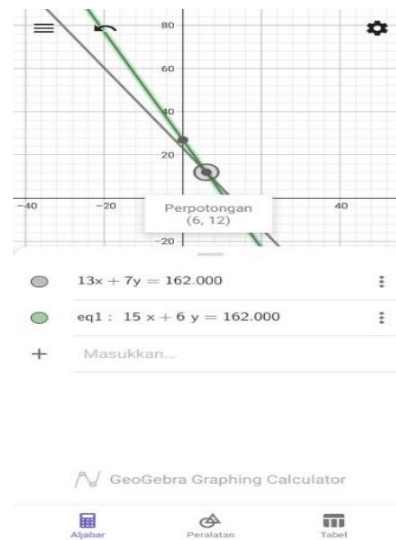 80
60
40
20
-40 -20 40
Perpotongan
(6, 12)
-20
13x + 7y = 162.000
eq1 : 15 x + 6 y = 162.000
+ Masukkan...
GeoGebra Graphing Calculator
Aljabar Peralatan Tabel